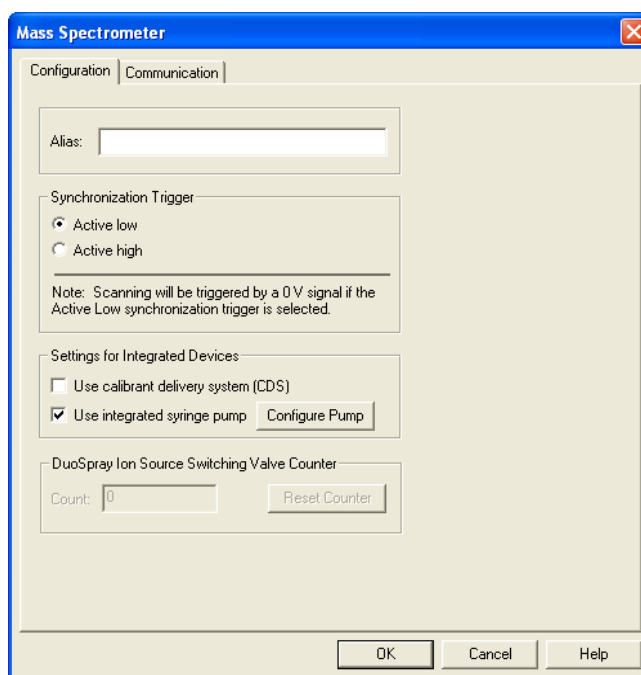 Mass Spectrometer
Configuration
Communication
Alias:
Synchronization Trigger
Active low
Active high
Note: Scanning will be triggered by a 0 V signal if the
Active Low synchronization trigger is selected.
Settings for Integrated Devices
Use calibrant delivery system (CDS)
Use integrated syringe pump
Configure Pump
DuoSpray Ion Source Switching Valve Counter
Count:
0
Reset Counter
OK
Cancel
Help